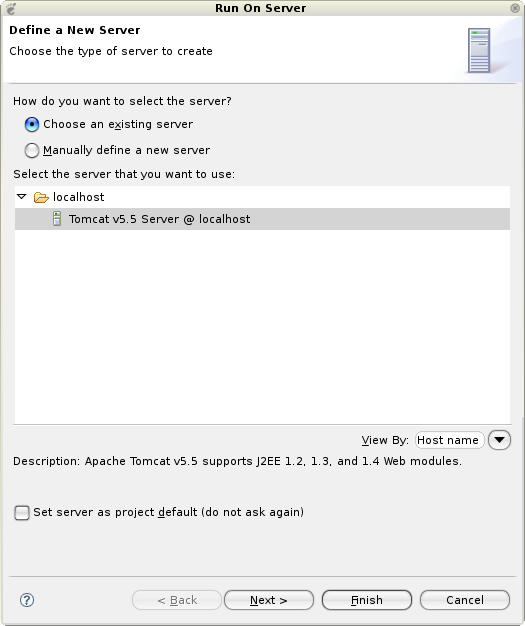 Run On Server
Define a New Server
Choose the type of server to create
How do you want to select the server?
Choose an existing server
Manually define a new server
Select the server that you want to use:
localhost
Tomcat v5.5 Server @ localhost
View By: Host name
Description: Apache Tomcat v5.5 supports J2EE 1.2, 1.3, and 1.4 Web modules.
Set server as project default (do not ask again)
? < Back Next > Finish Cancel